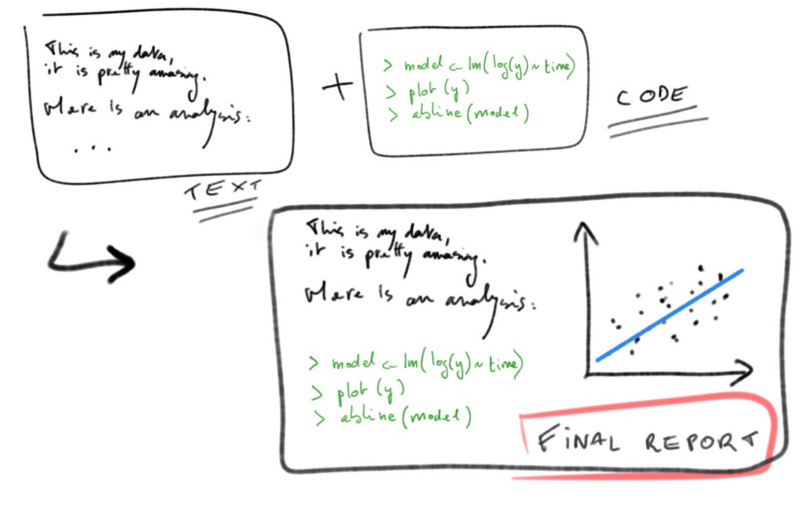 This is my data,
it is pretty amazing.
Here is an analysis:
...
TEXT
+
> model <- lm(log(y) ~ time)
> plot(y)
> abline(model)
CODE
This is my data,
it is pretty amazing.
Here is an analysis:
> model <- lm(log(y) ~ time)
> plot(y)
> abline(model)
FINAL REPORT